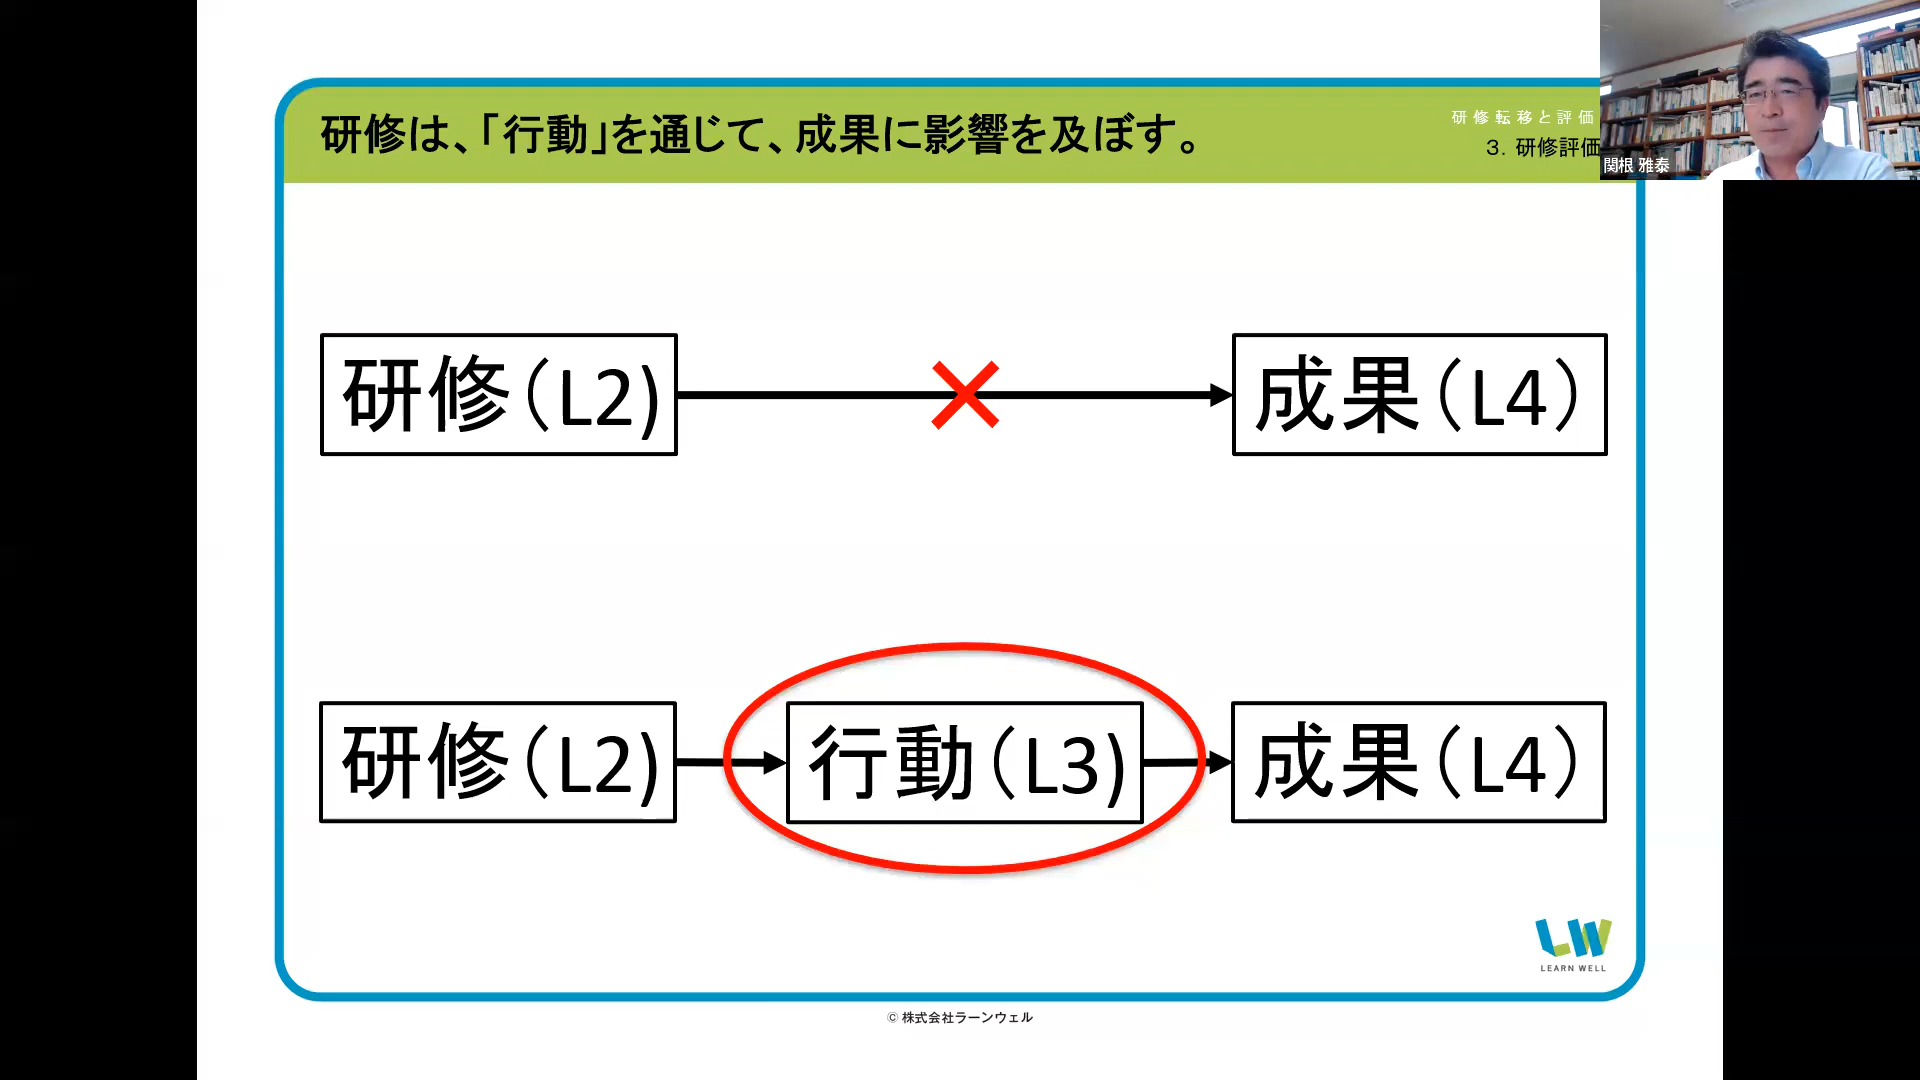 研修は、「行動」を通じて、成果に影響を及ぼす。
研修転移と評価
3. 研修評価
関根 雅泰
研修（L2)
成果（L4）
研修（L2)
行動（L3)
成果（L4）
LW
LEARN WELL
© 株式会社ラーンウェル